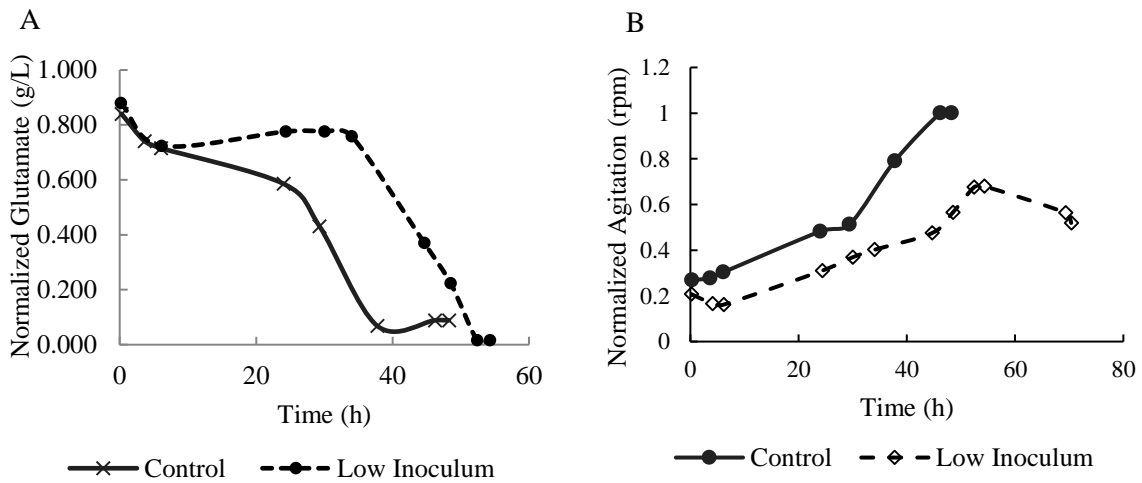 A
Normalized Glutamate (g/L)
1.000
0.800
0.600
0.400
0.200
0.000
0 20 40 60
Time (h)
Control Low Inoculum
B
Normalized Agitation (rpm)
1.2
1
0.8
0.6
0.4
0.2
0
0 20 40 60 80
Time (h)
Control Low Inoculum